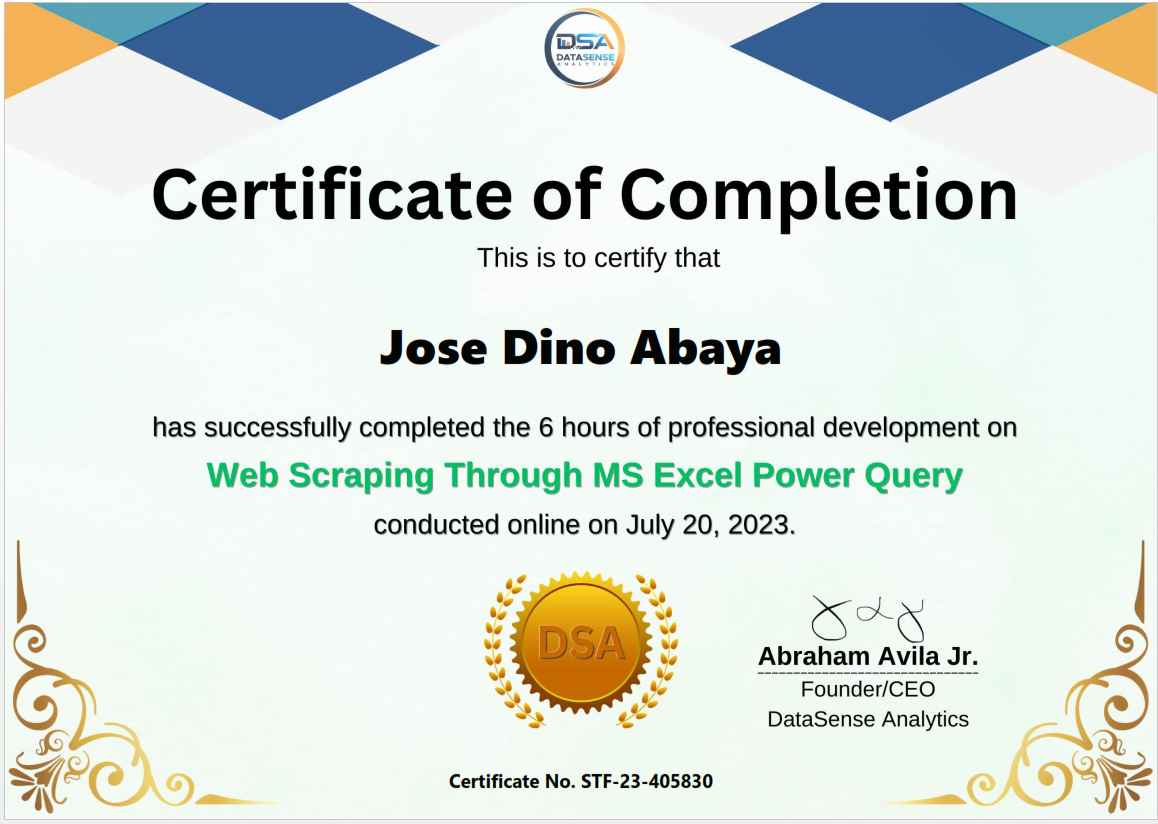 DSA
DATASENSE
ANALYTICS
Certificate of Completion
This is to certify that
Jose Dino Abaya
has successfully completed the 6 hours of professional development on
Web Scraping Through MS Excel Power Query
conducted online on July 20, 2023.
DSA
Abraham Avila Jr.
Founder/CEO
DataSense Analytics
Certificate No. STF-23-405830